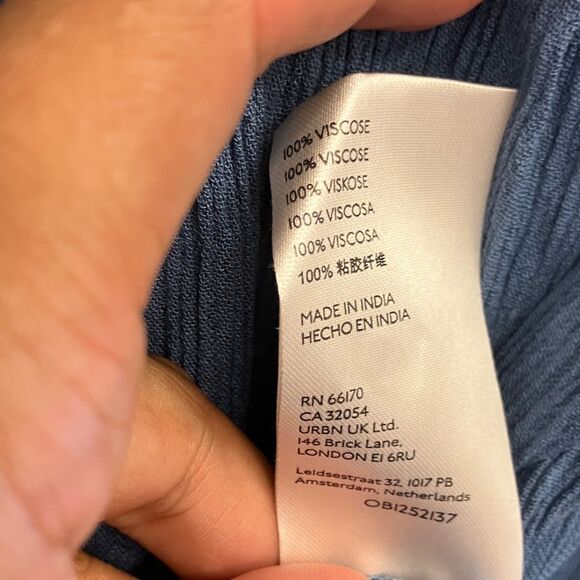 100% VISCOSE
100% VISCOSE
100% VISKOSE
100% VISCOSA
100% VISCOSA
100% 粘胶纤维
MADE IN INDIA
HECHO EN INDIA
RN 66170
CA 32054
URBN UK Ltd.
146 Brick Lane,
LONDON E1 6RU
Leidsestraat 32, 1017 PB
Amsterdam, Netherlands
OB1252137